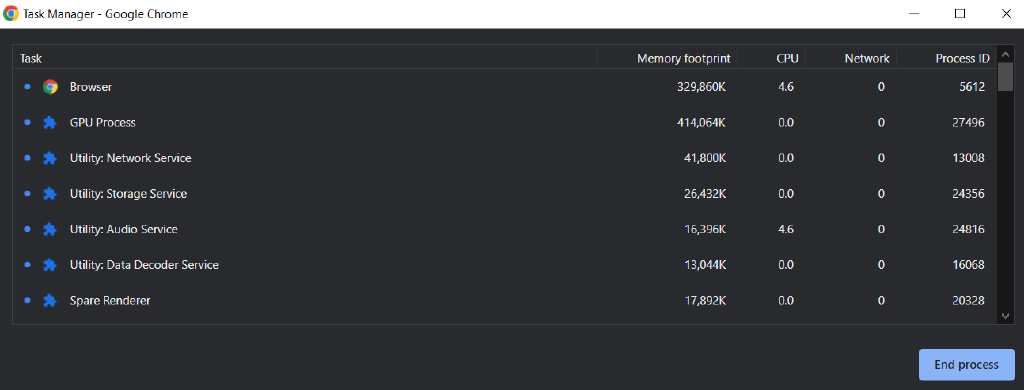 Task Manager - Google Chrome
Task Memory footprint CPU Network Process ID
Browser 329,860K 4.6 0 5612
GPU Process 414,064K 0.0 0 27496
Utility: Network Service 41,800K 0.0 0 13008
Utility: Storage Service 26,432K 0.0 0 24356
Utility: Audio Service 16,396K 4.6 0 24816
Utility: Data Decoder Service 13,044K 0.0 0 16068
Spare Renderer 17,892K 0.0 0 20328
End process